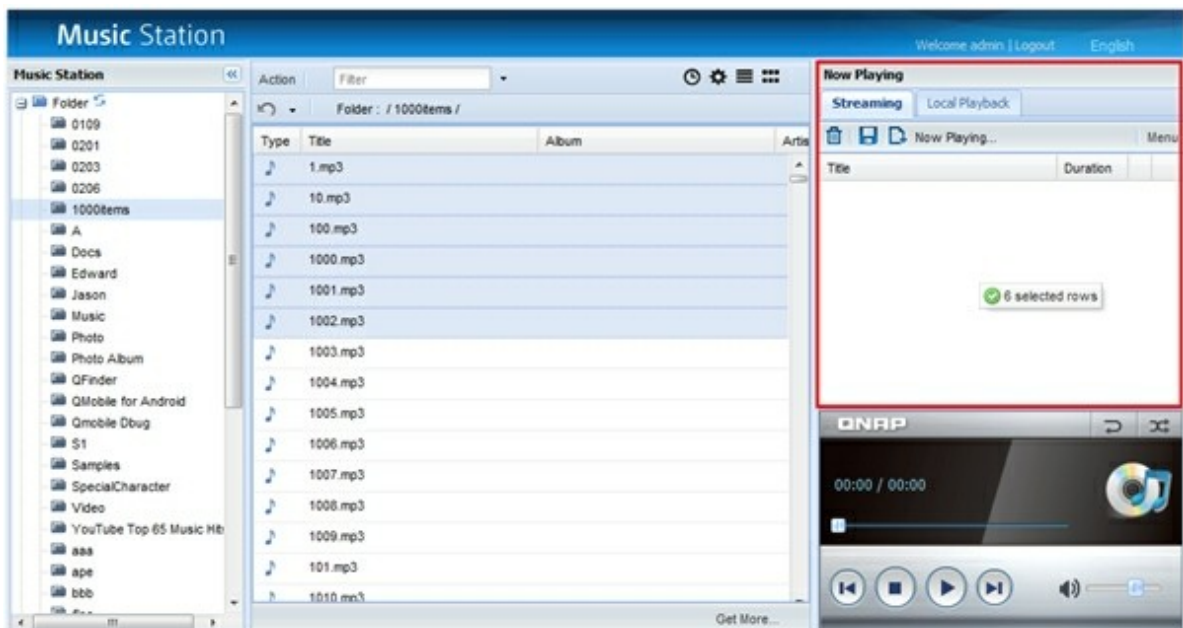 Music Station
Welcome admin | Logout English
Music Station
Folder
0109
0201
0203
0206
1000items
A
Docs
Edward
Jason
Music
Photo
Photo Album
QFinder
QMobile for Android
Qmobile Dbug
S1
Samples
SpecialCharacter
Video
YouTube Top 65 Music Hit
aaa
ape
bbb
Action Filter
Folder : / 1000items /
Type Title Album Artis
1.mp3
10.mp3
100.mp3
1000.mp3
1001.mp3
1002.mp3
1003.mp3
1004.mp3
1005.mp3
1006.mp3
1007.mp3
1008.mp3
1009.mp3
101.mp3
1010.mp3
Get More...
Now Playing
Streaming Local Playback
Now Playing... Menu
Title Duration
6 selected rows
QNAP
00:00 / 00:00